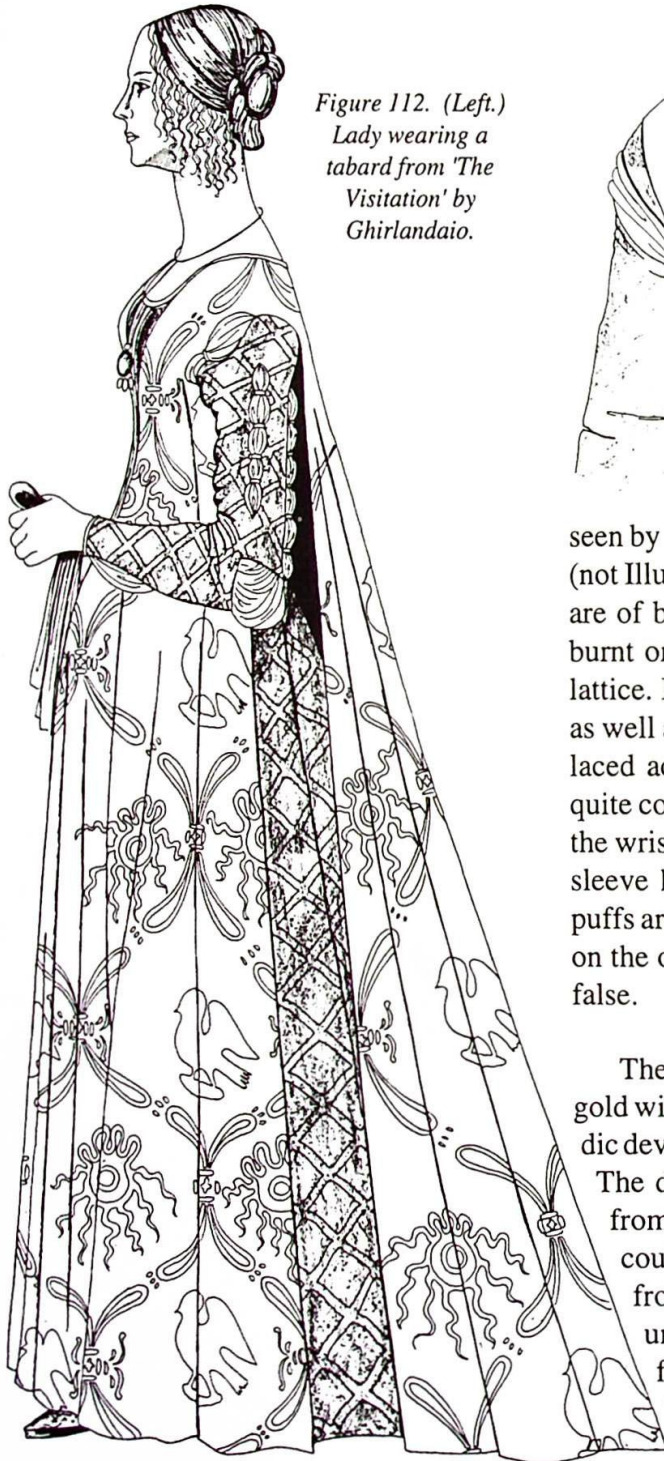 Figure 112. (Left.)
Lady wearing a
tabard from 'The
Visitation' by
Ghirlandaio.
seen by
(not Illu
are of b
burnt or
lattice.
as well
laced ac
quite co
the wris
sleeve
puffs ar
on the o
false.
The
gold wi
dic dev
The d
from
cou
fro
ur
f